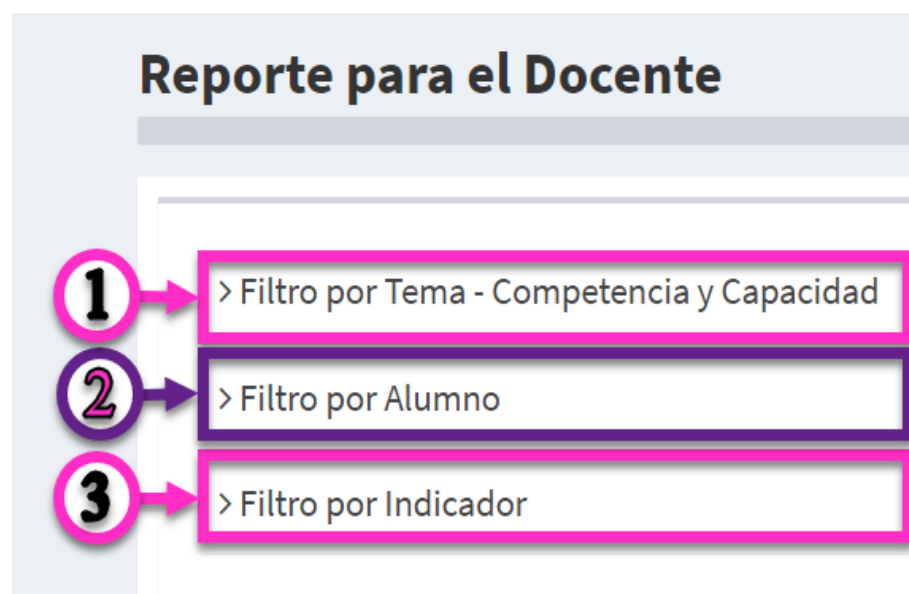 Reporte para el Docente
1 > Filtro por Tema - Competencia y Capacidad
2 > Filtro por Alumno
3 > Filtro por Indicador